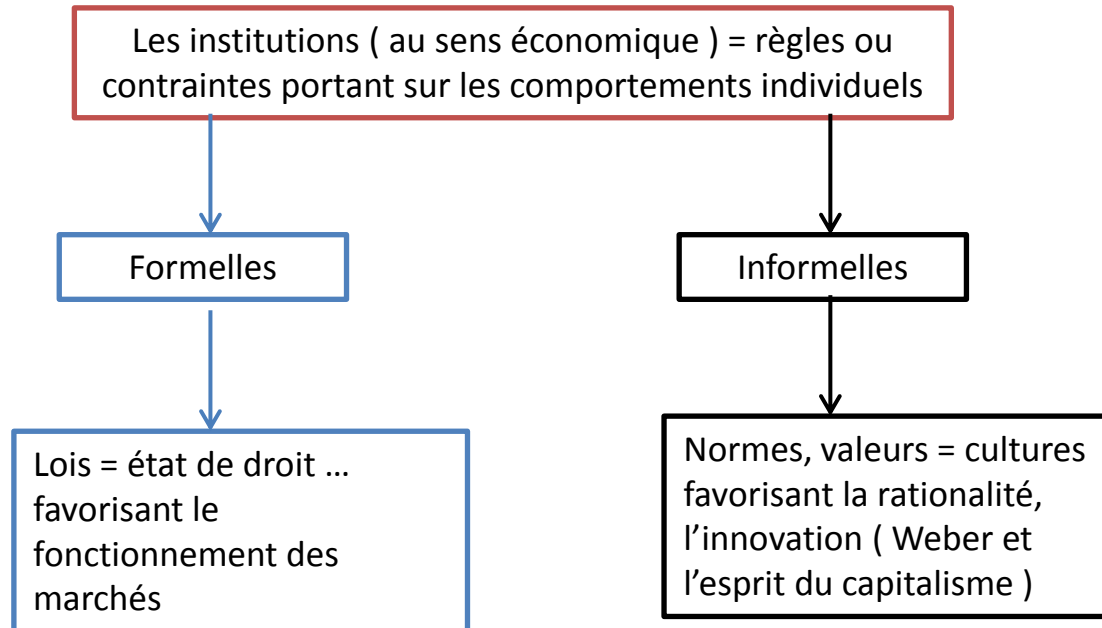 Les institutions ( au sens économique ) = règles ou
contraintes portant sur les comportements individuels
Formelles
Informelles
Lois = état de droit …
favorisant le
fonctionnement des
marchés
Normes, valeurs = cultures
favorisant la rationalité,
l’innovation ( Weber et
l’esprit du capitalisme )